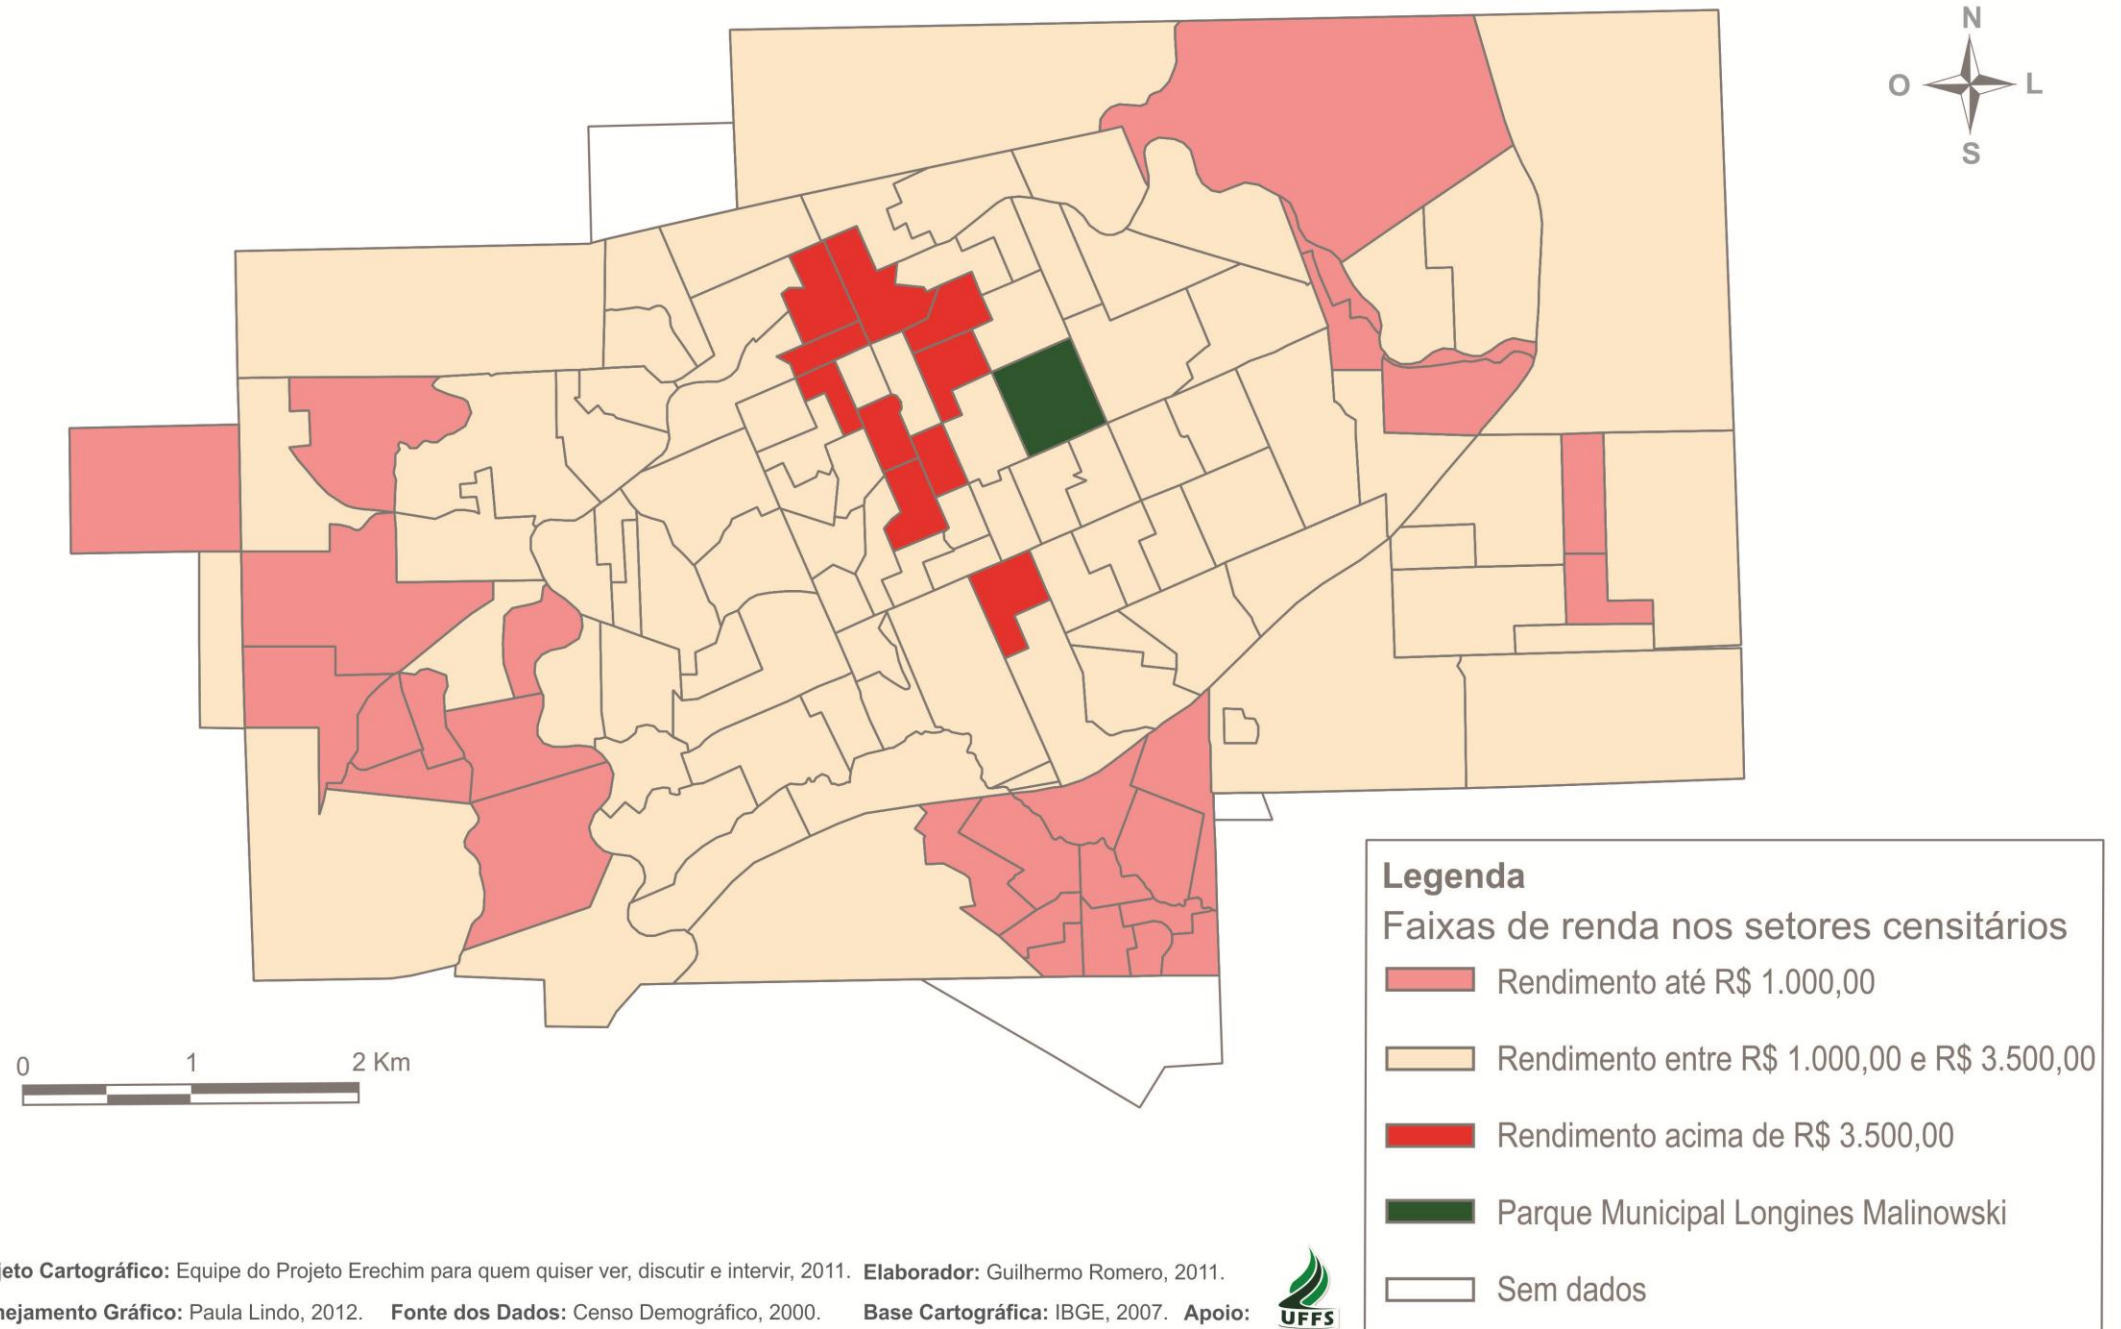 N
O L
S
Legenda
Faixas de renda nos setores censitários
Rendimento até R$ 1.000,00
Rendimento entre R$ 1.000,00 e R$ 3.500,00
Rendimento acima de R$ 3.500,00
Parque Municipal Longines Malinowski
Sem dados
0 1 2 Km
jeto Cartográfico: Equipe do Projeto Erechim para quem quiser ver, discutir e intervir, 2011. Elaborador: Guilhermo Romero, 2011.
nejamento Gráfico: Paula Lindo, 2012. Fonte dos Dados: Censo Demográfico, 2000. Base Cartográfica: IBGE, 2007. Apoio:
UFFS